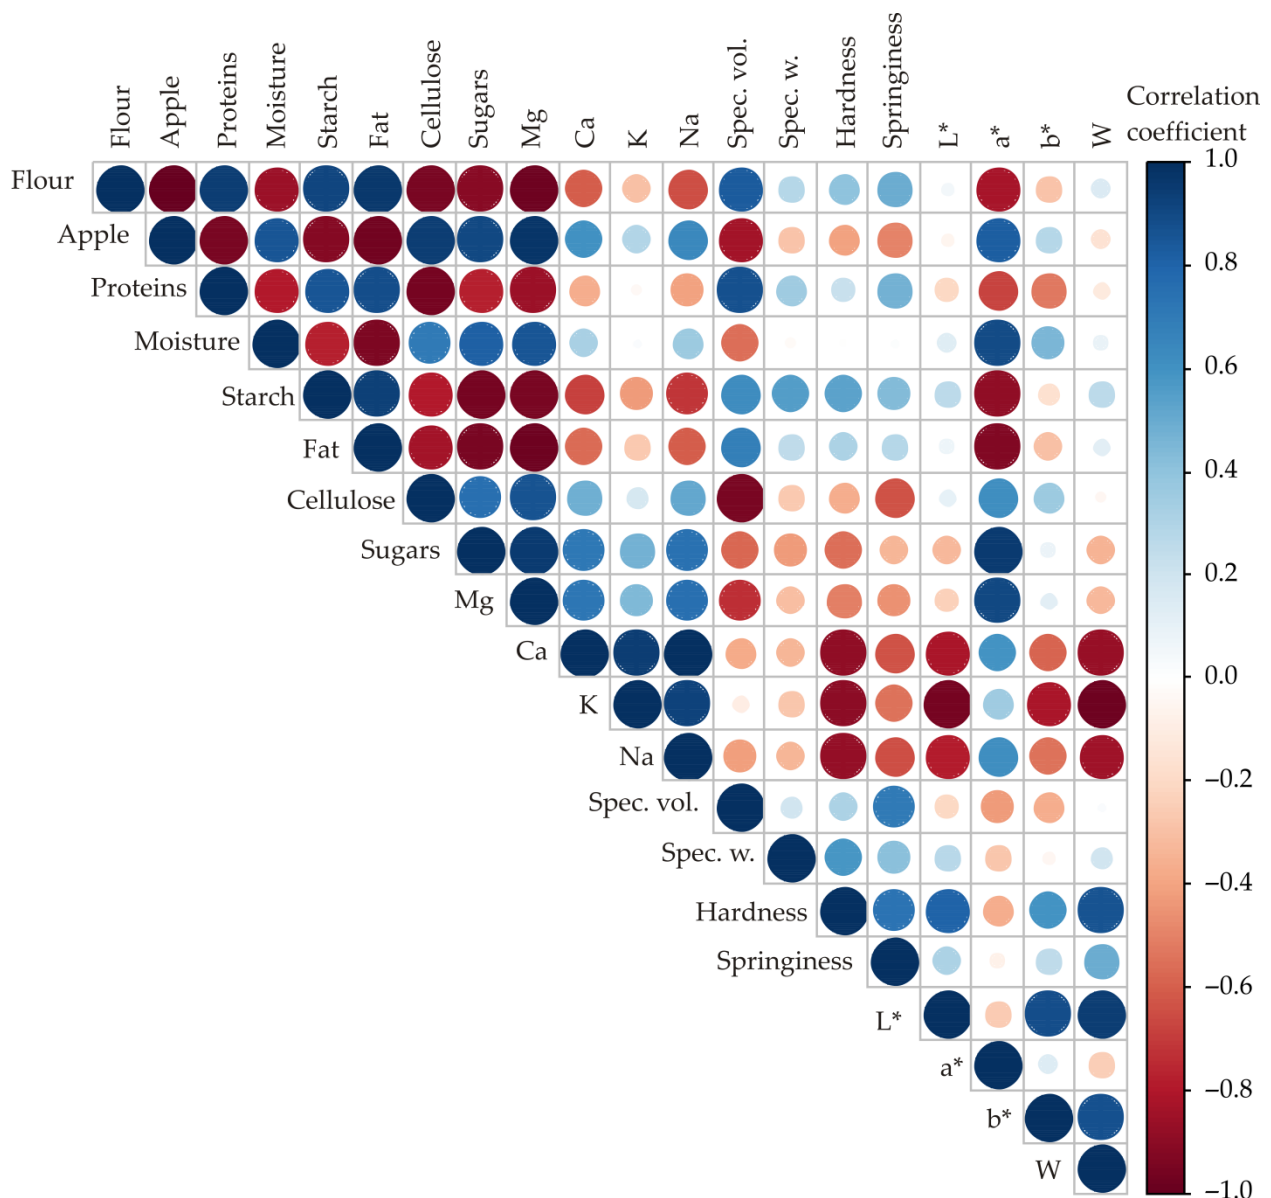 Flour
Apple
Proteins
Moisture
Starch
Fat
Cellulose
Sugars
Mg
Ca
K
Na
Spec. vol.
Spec. w.
Hardness
Springiness
L*
a*
b*
W
Correlation
coefficient
Flour
Apple
Proteins
Moisture
Starch
Fat
Cellulose
Sugars
Mg
Ca
K
Na
Spec. vol.
Spec. w.
Hardness
Springiness
L*
a*
b*
W
1.0
0.8
0.6
0.4
0.2
0.0
−0.2
−0.4
−0.6
−0.8
−1.0